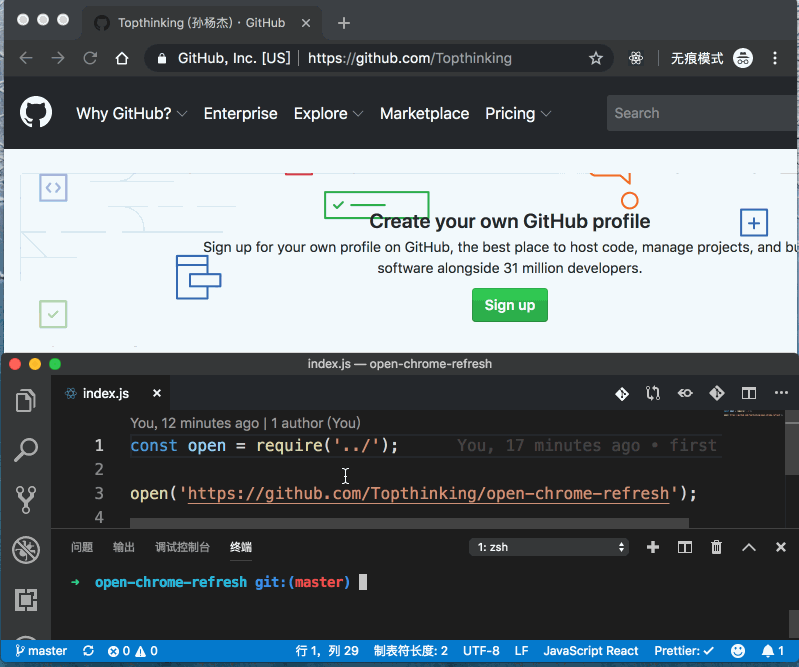 Topthinking (孙杨杰) · GitHub
GitHub, Inc. [US] | https://github.com/Topthinking
无痕模式
Why GitHub? Enterprise Explore Marketplace Pricing Search
Create your own GitHub profile
Sign up for your own profile on GitHub, the best place to host code, manage projects, and bu
software alongside 31 million developers.
Sign up
index.js — open-chrome-refresh
index.js
You, 12 minutes ago | 1 author (You)
1 const open = require('../'); You, 17 minutes ago • first
2
3 open('https://github.com/Topthinking/open-chrome-refresh');
4
问题 输出 调试控制台 终端 1: zsh
➜ open-chrome-refresh git:(master)
master 0 0 行 1，列 29 制表符长度: 2 UTF-8 LF JavaScript React Prettier: ✓ 1